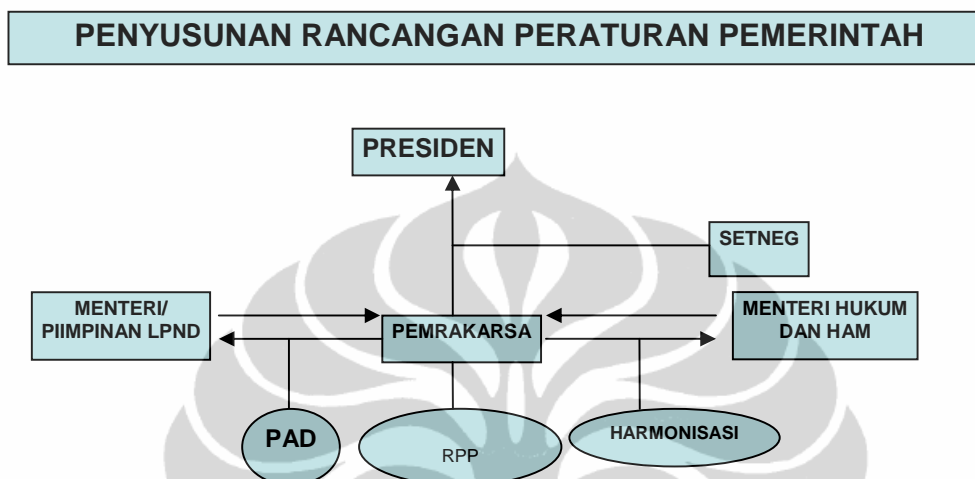 PENYUSUNAN RANCANGAN PERATURAN PEMERINTAH
PRESIDEN
SETNEG
MENTERI/
PIIMPINAN LPND
PEMRAKARSA
MENTERI HUKUM
DAN HAM
PAD
RPP
HARMONISASI